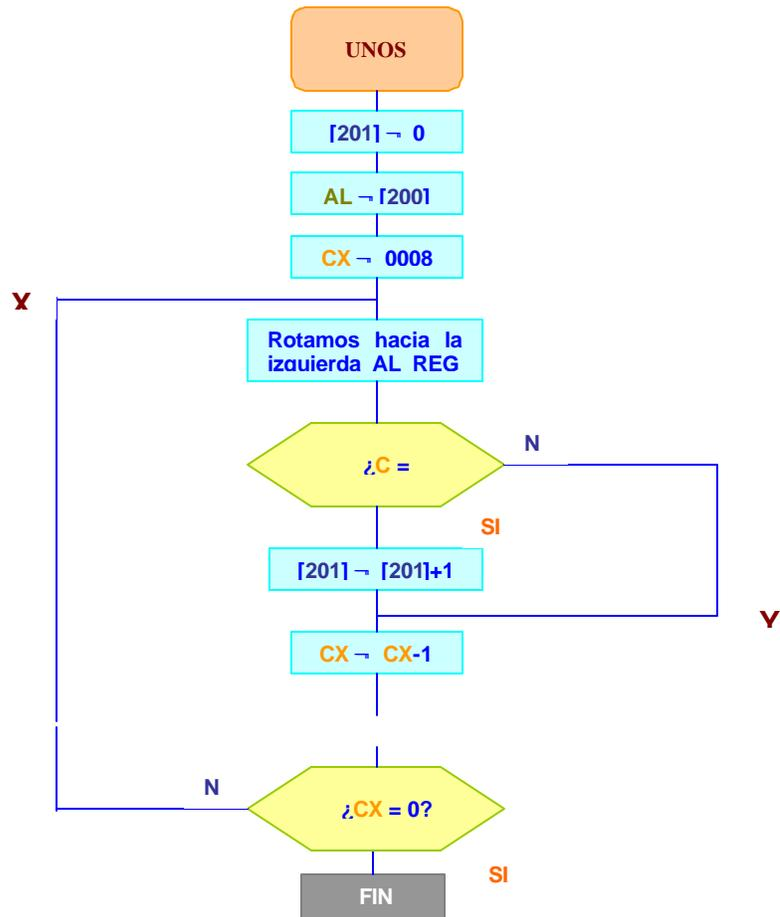 UNOS
[201] ¬ 0
AL ¬ [200]
CX ¬ 0008
X
Rotamos hacia la
izquierda AL REG
¿C =
N
SI
[201] ¬ [201]+1
Y
CX ¬ CX-1
N
¿CX = 0?
SI
FIN